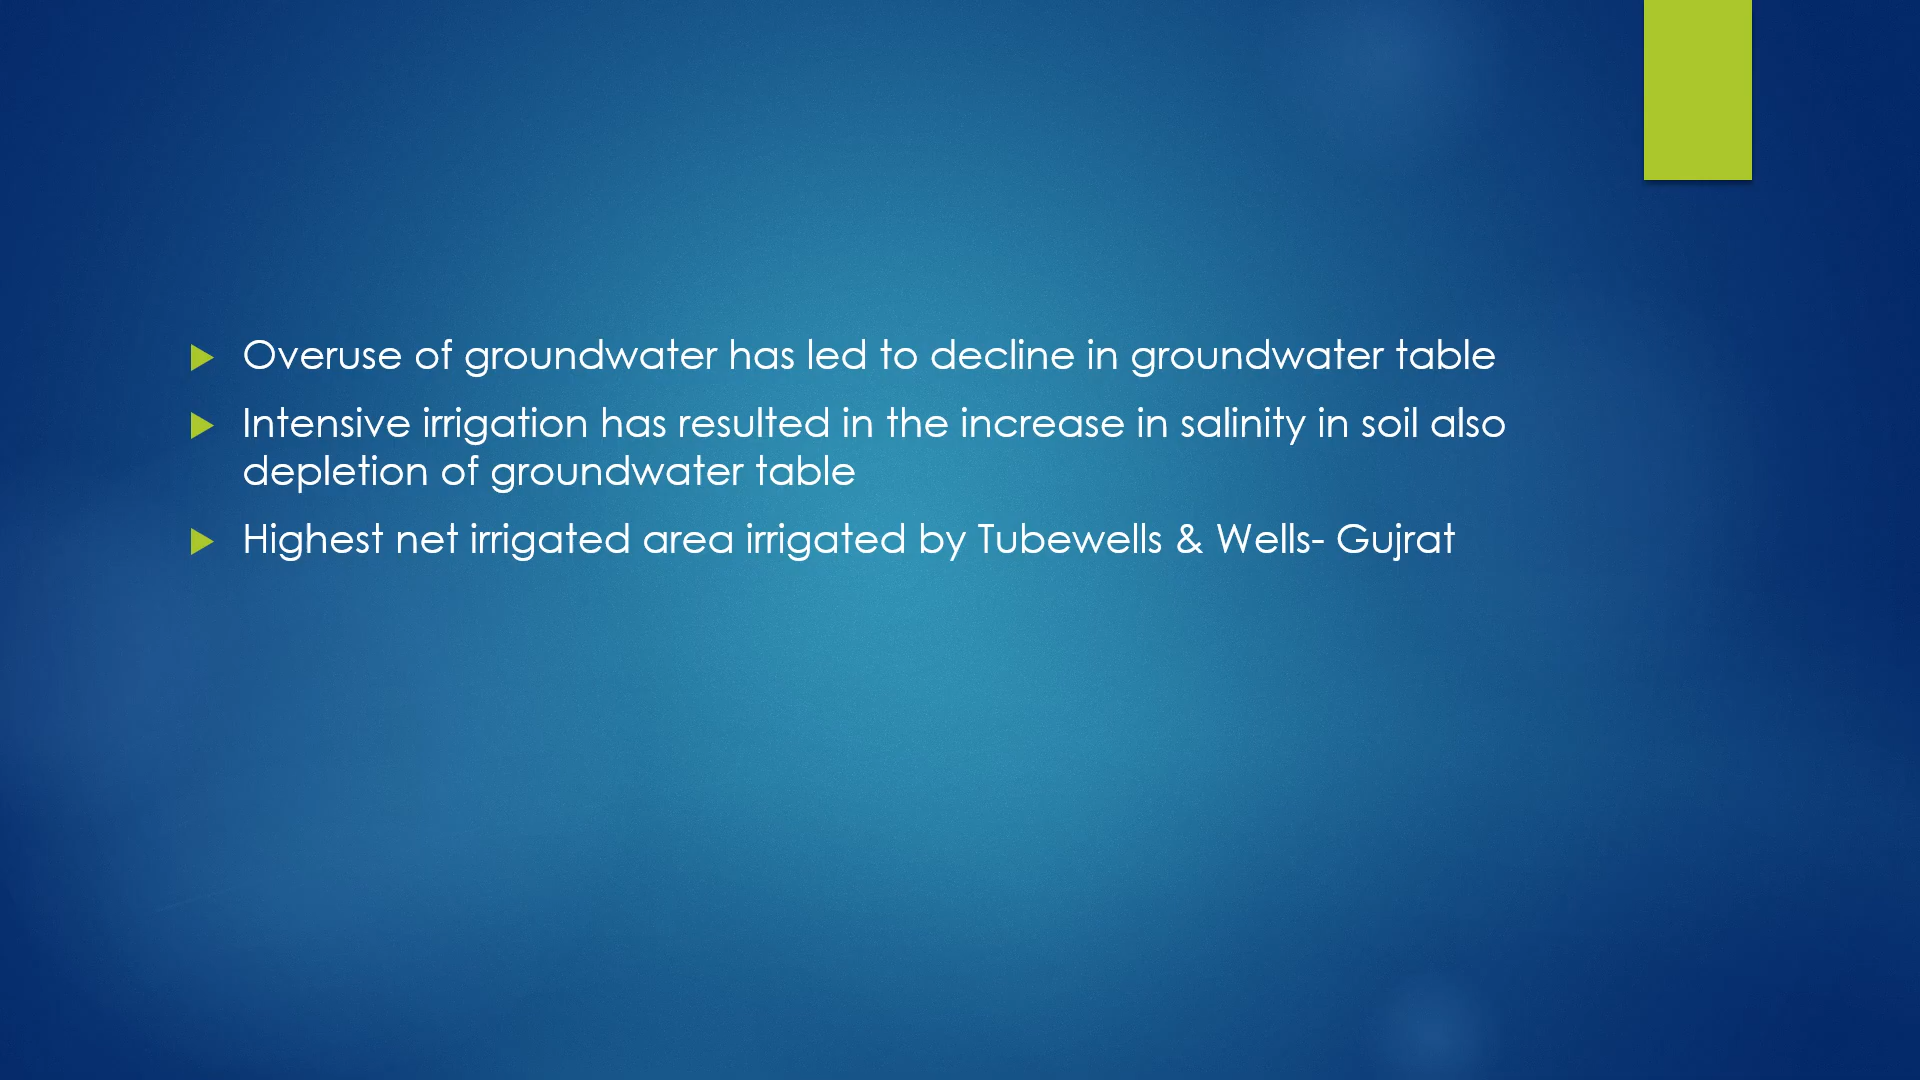 Overuse of groundwater has led to decline in groundwater table
Intensive irrigation has resulted in the increase in salinity in soil also
depletion of groundwater table
Highest net irrigated area irrigated by Tubewells & Wells- Gujrat